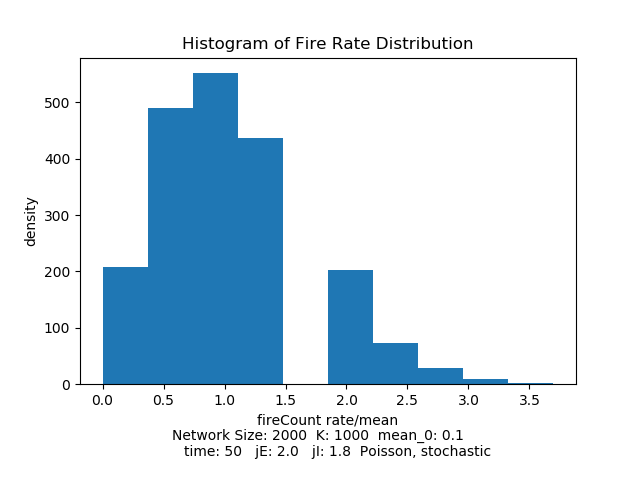 Histogram of Fire Rate Distribution
500
400
300
200
100
0
density
0.0 0.5 1.0 1.5 2.0 2.5 3.0 3.5
fireCount rate/mean
Network Size: 2000  K: 1000  mean_0: 0.1
time: 50   jE: 2.0   jI: 1.8  Poisson, stochastic